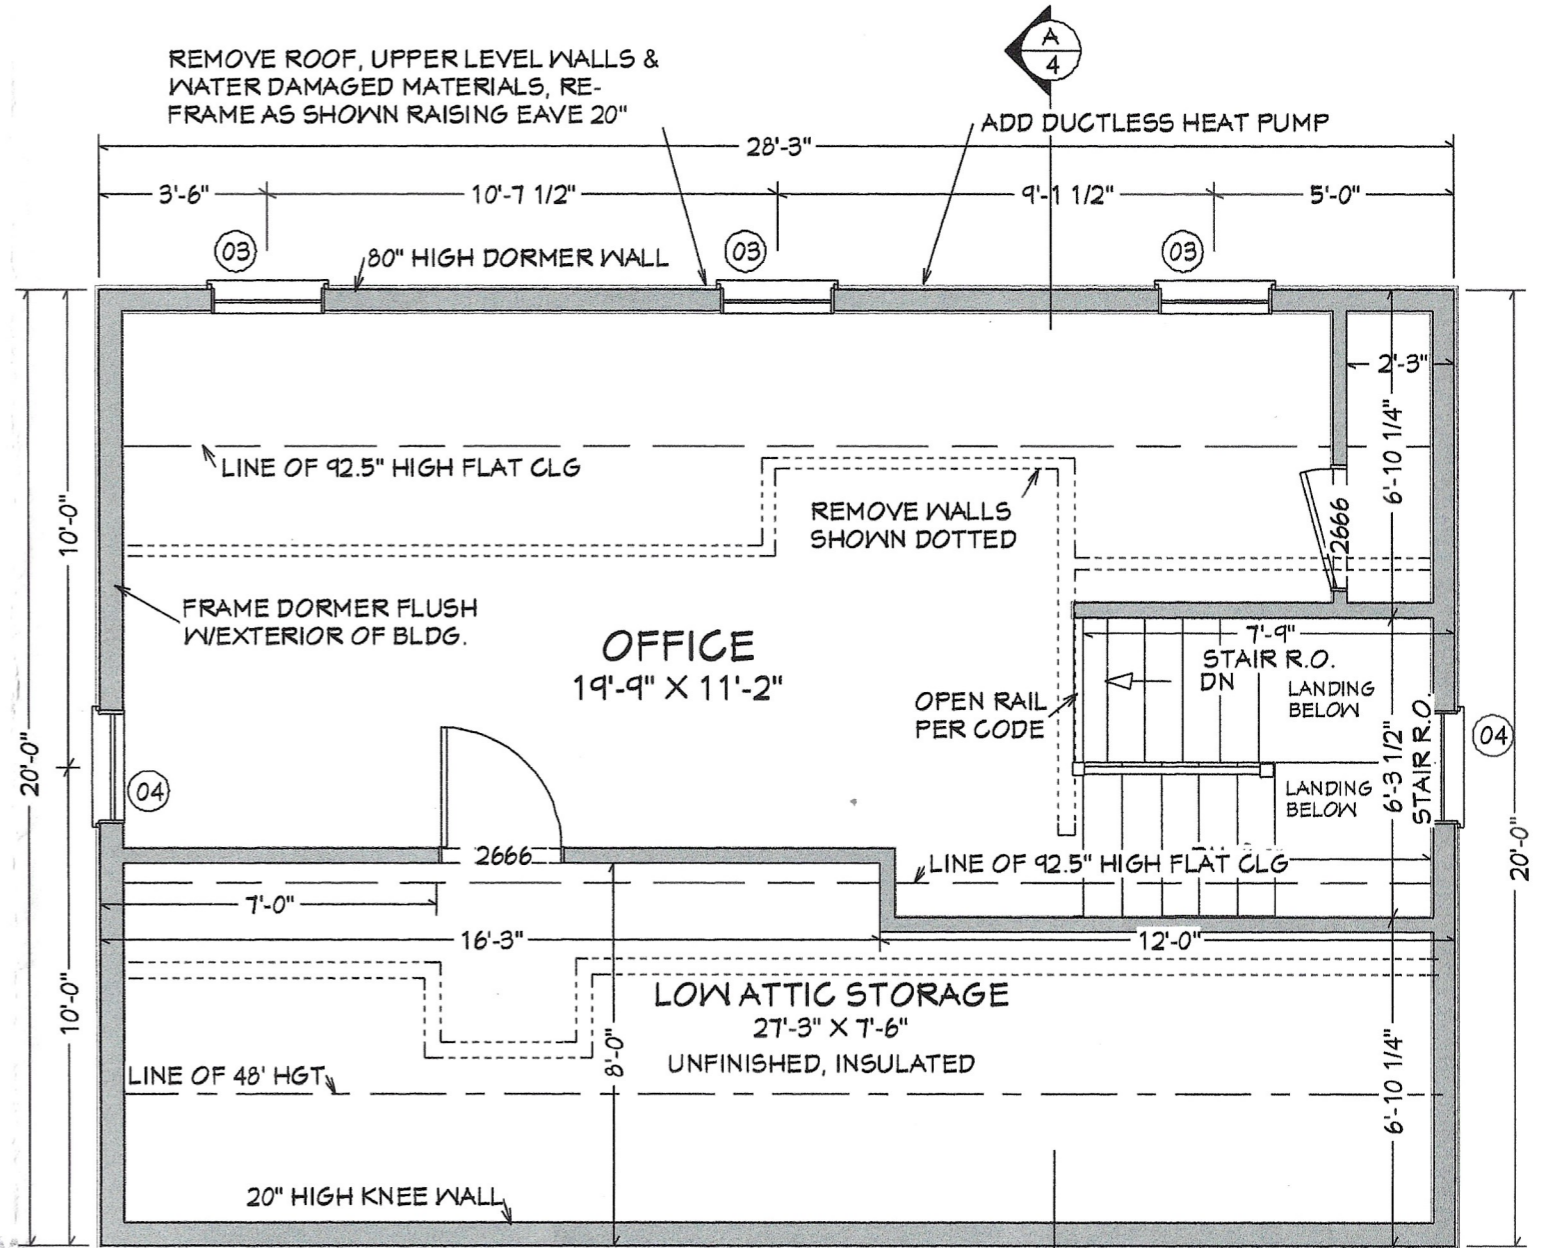 A
4
REMOVE ROOF, UPPER LEVEL WALLS &
WATER DAMAGED MATERIALS, RE-
FRAME AS SHOWN RAISING EAVE 20"
ADD DUCTLESS HEAT PUMP
28'-3"
3'-6"
10'-7 1/2"
9'-1 1/2"
5'-0"
03
03
03
80" HIGH DORMER WALL
2'-3"
LINE OF 92.5" HIGH FLAT CLG
6'-10 1/4"
10'-0"
REMOVE WALLS
SHOWN DOTTED
2666
FRAME DORMER FLUSH
W/EXTERIOR OF BLDG.
OFFICE
19'-9" X 11'-2"
7'-9"
STAIR R.O.
DN
LANDING
BELOW
OPEN RAIL
PER CODE
04
20'-0"
6'-3 1/2"
STAIR R.O.
04
LANDING
BELOW
20'-0"
2666
LINE OF 92.5" HIGH FLAT CLG
7'-0"
16'-3"
12'-0"
10'-0"
LOW ATTIC STORAGE
27'-3" X 7'-6"
UNFINISHED, INSULATED
8'-0"
6'-10 1/4"
LINE OF 48' HGT
20" HIGH KNEE WALL